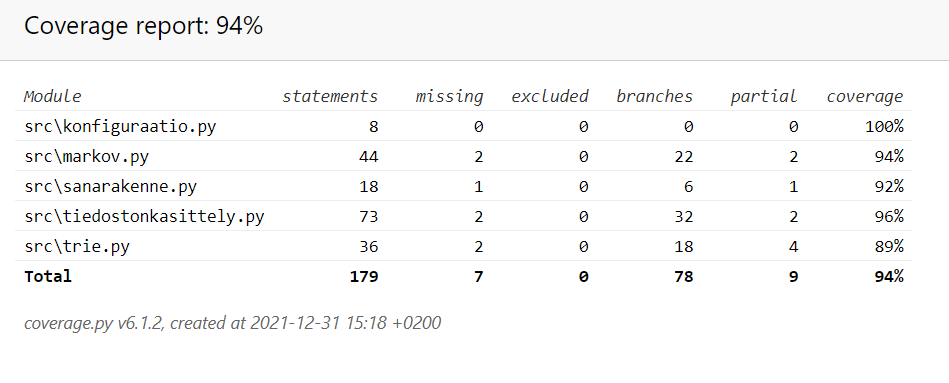 Coverage report: 94%
Module statements missing excluded branches partial coverage
src\konfiguraatio.py 8 0 0 0 0 100%
src\markov.py 44 2 0 22 2 94%
src\sanarakenne.py 18 1 0 6 1 92%
src\tiedostonkasittely.py 73 2 0 32 2 96%
src\trie.py 36 2 0 18 4 89%
Total 179 7 0 78 9 94%
coverage.py v6.1.2, created at 2021-12-31 15:18 +0200